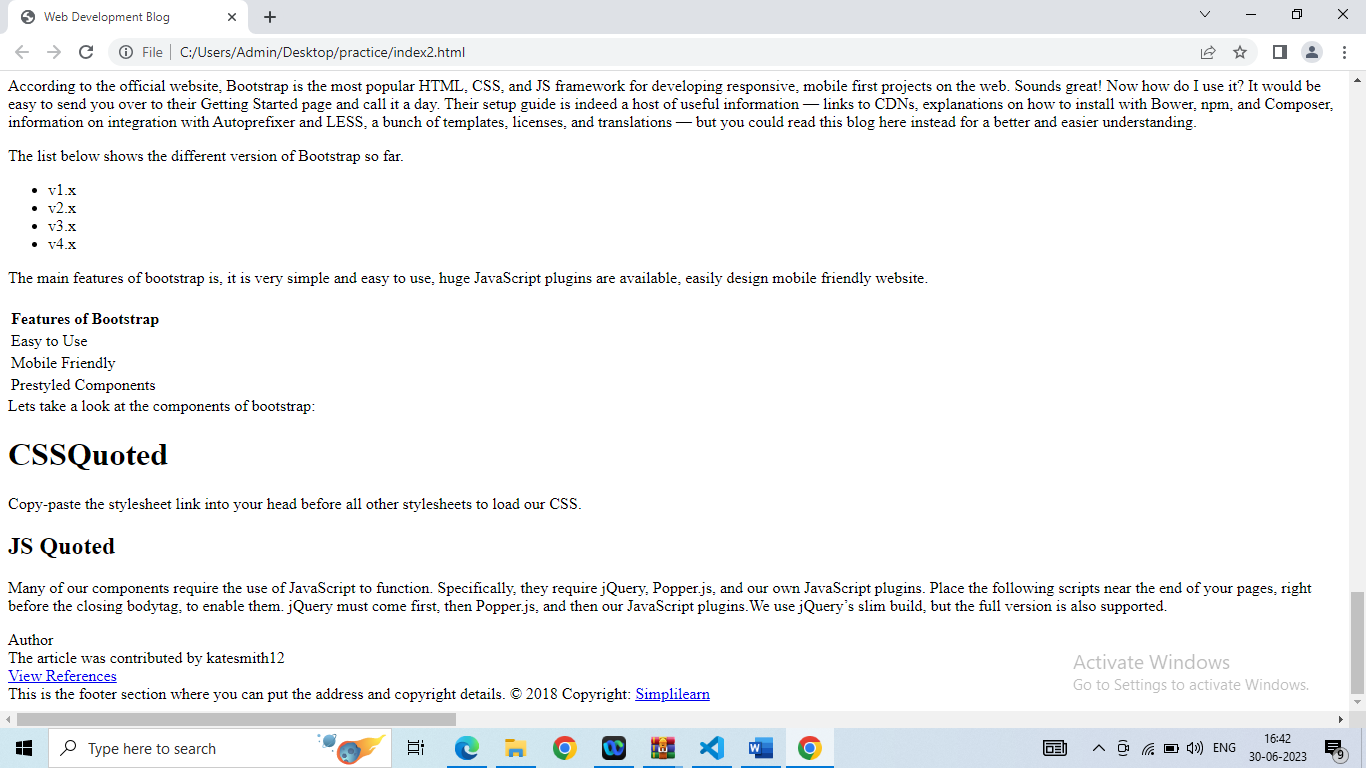 Web Development Blog
File
C:/Users/Admin/Desktop/practice/index2.html
According to the official website, Bootstrap is the most popular HTML, CSS, and JS framework for developing responsive, mobile first projects on the web. Sounds great! Now how do I use it? It would be
easy to send you over to their Getting Started page and call it a day. Their setup guide is indeed a host of useful information — links to CDNs, explanations on how to install with Bower, npm, and Composer,
information on integration with Autoprefixer and LESS, a bunch of templates, licenses, and translations — but you could read this blog here instead for a better and easier understanding.
The list below shows the different version of Bootstrap so far.
• v1.x
• v2.x
• v3.x
• v4.x
The main features of bootstrap is, it is very simple and easy to use, huge JavaScript plugins are available, easily design mobile friendly website.
Features of Bootstrap
Easy to Use
Mobile Friendly
Prestyled Components
Lets take a look at the components of bootstrap:
CSSQuoted
Copy-paste the stylesheet link into your head before all other stylesheets to load our CSS.
JS Quoted
Many of our components require the use of JavaScript to function. Specifically, they require jQuery, Popper.js, and our own JavaScript plugins. Place the following scripts near the end of your pages, right
before the closing bodytag, to enable them. jQuery must come first, then Popper.js, and then our JavaScript plugins.We use jQuery’s slim build, but the full version is also supported.
Author
The article was contributed by katesmith12
View References
This is the footer section where you can put the address and copyright details. © 2018 Copyright: Simplilearn
Activate Windows
Go to Settings to activate Windows.
Type here to search
ENG
16:42
30-06-2023
9